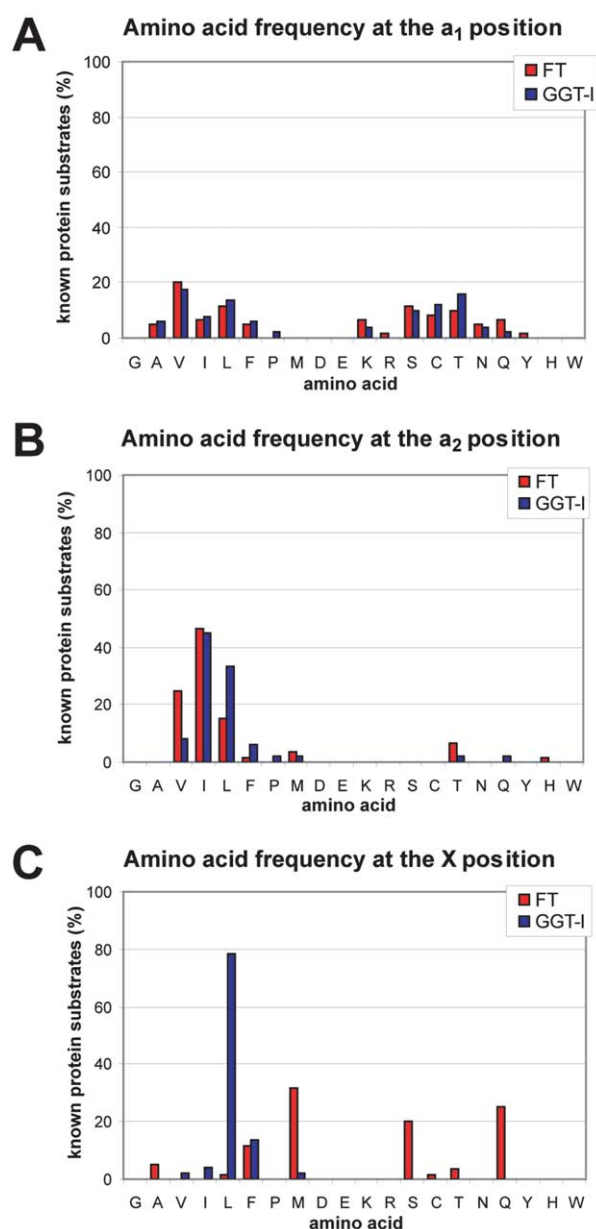 A
Amino acid frequency at the a1 position
known protein substrates (%)
100
80
60
40
20
0
FT
GGT-I
G A V I L F P M D E K R S C T N Q Y H W
amino acid
B
Amino acid frequency at the a2 position
known protein substrates (%)
100
80
60
40
20
0
FT
GGT-I
G A V I L F P M D E K R S C T N Q Y H W
amino acid
C
Amino acid frequency at the X position
known protein substrates (%)
100
80
60
40
20
0
FT
GGT-I
G A V I L F P M D E K R S C T N Q Y H W
amino acid